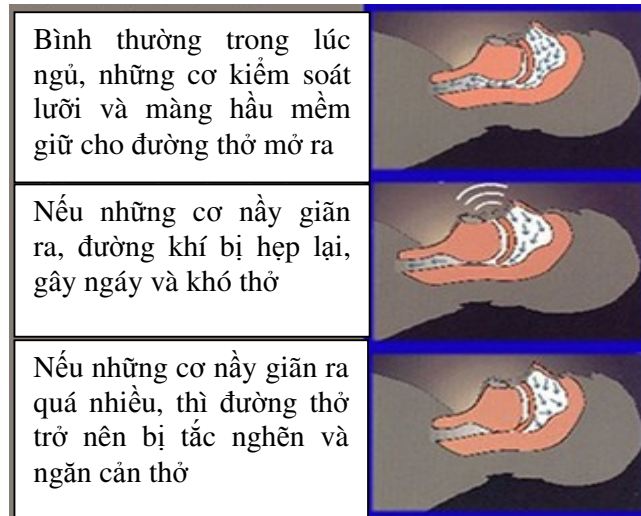 Bình thường trong lúc
ngủ, những cơ kiểm soát
lưỡi và màng hầu mềm
giữ cho đường thở mở ra
Nếu những cơ nầy giãn
ra, đường khí bị hẹp lại,
gây ngáy và khó thở
Nếu những cơ nầy giãn ra
quá nhiều, thì đường thở
trở nên bị tắc nghẽn và
ngăn cản thở